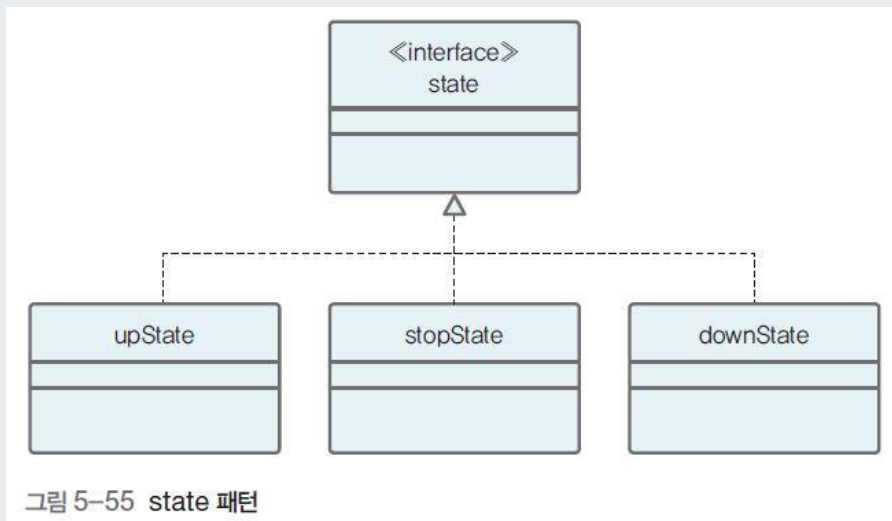 ≪interface≫
state
upState
stopState
downState
그림 5-55 state 패턴